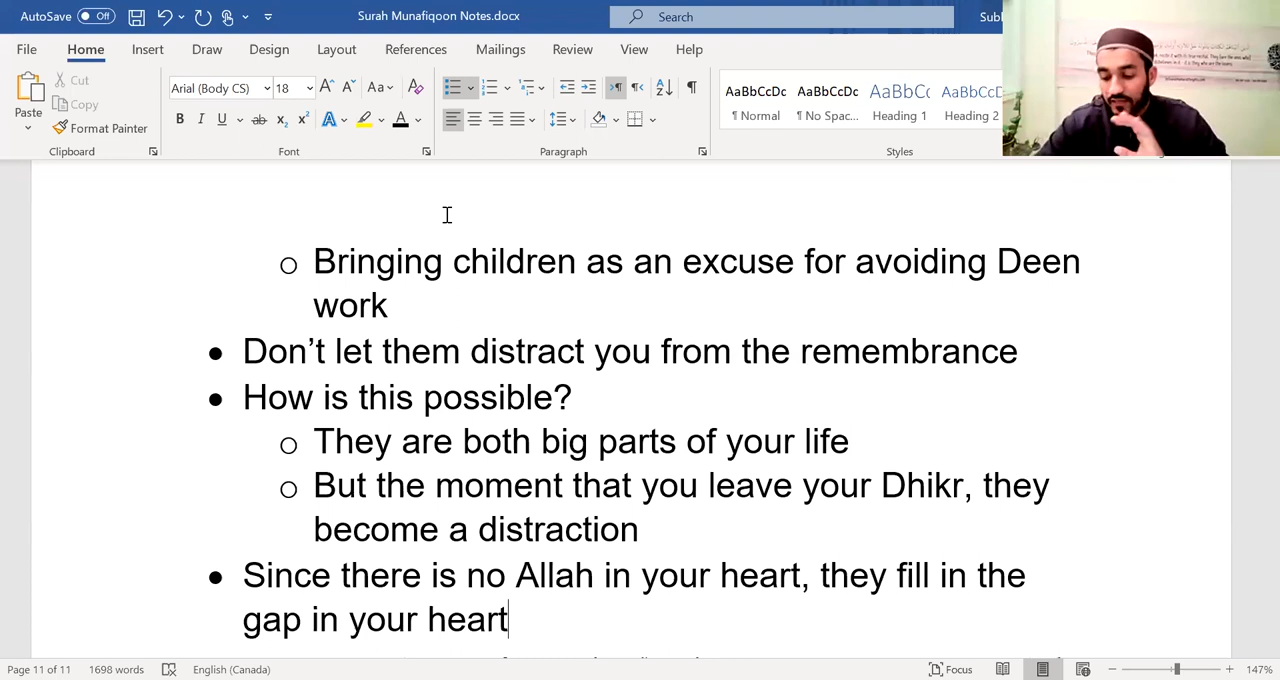 AutoSave Off Surah Munafiqoon Notes.docx Search Subl
File Home Insert Draw Design Layout References Mailings Review View Help
Paste
Cut
Copy
Format Painter
Clipboard
Arial (Body CS) 18
Font
Paragraph
AaBbCcDc AaBbCcDc AaBbCc AaBbCcD
¶ Normal ¶ No Spac... Heading 1 Heading 2
Styles
o Bringing children as an excuse for avoiding Deen
work
• Don’t let them distract you from the remembrance
• How is this possible?
o They are both big parts of your life
o But the moment that you leave your Dhikr, they
become a distraction
• Since there is no Allah in your heart, they fill in the
gap in your heart
Page 11 of 11 1698 words English (Canada) Focus 147%